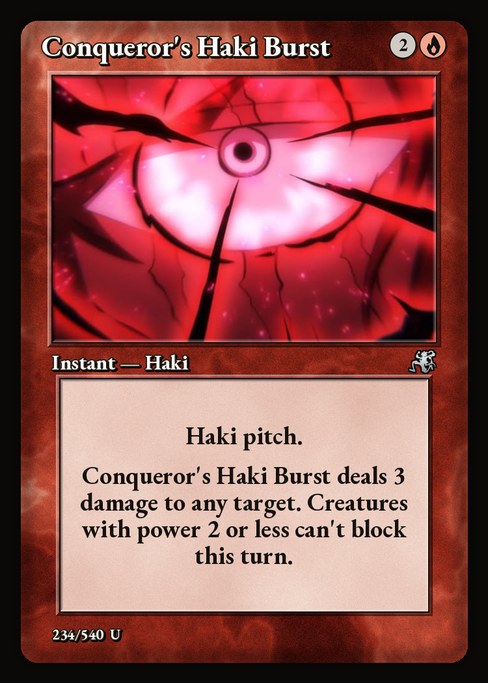 Conqueror's Haki Burst 2
Instant — Haki
Haki pitch.
Conqueror's Haki Burst deals 3
damage to any target. Creatures
with power 2 or less can't block
this turn.
234/540 U